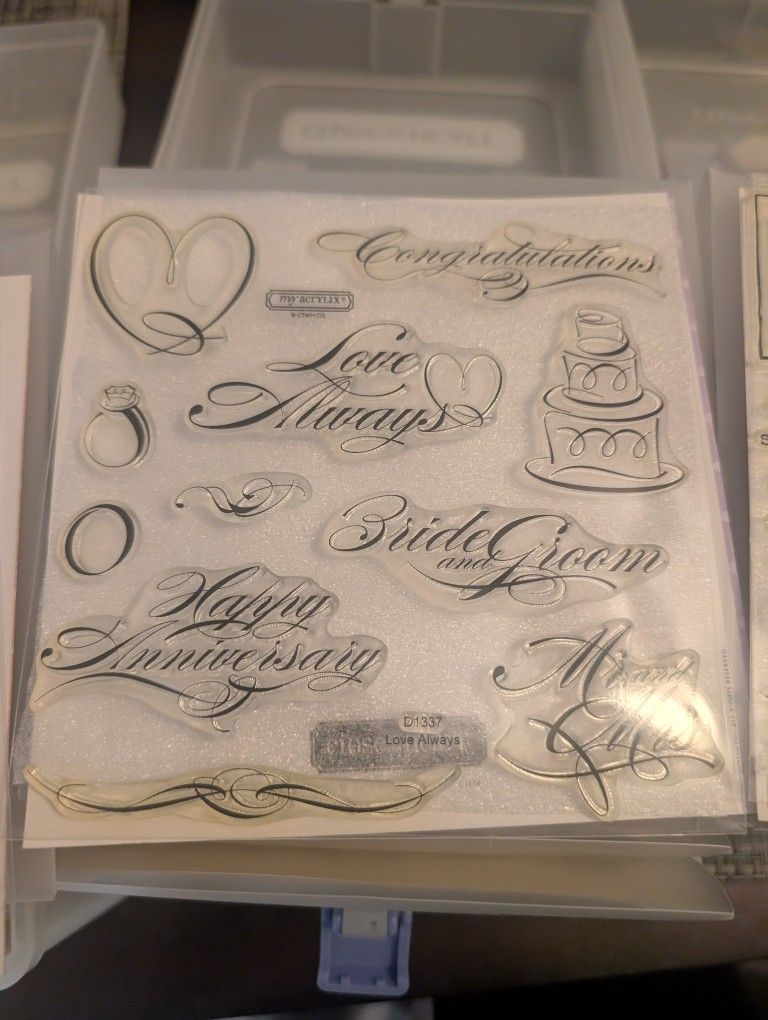 Congratulations
my ACRYLIX®
© CTMH CO.
Love
Always
Bride
and Groom
Happy
Anniversary
Mr. and
Mrs.
D1337
Love Always